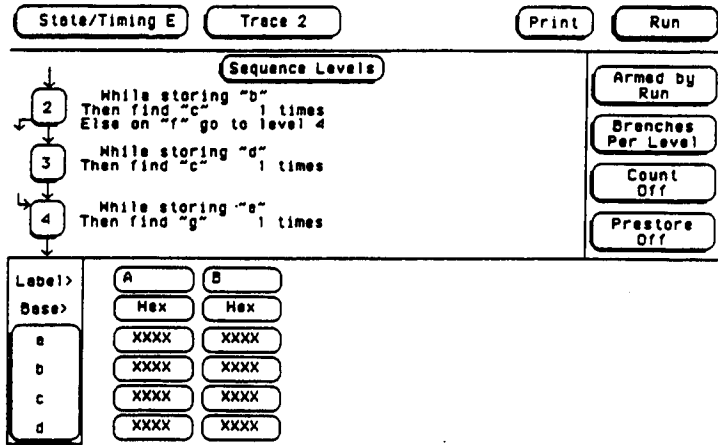 State/Timing E Trace 2 Print Run
Sequence Levels
2 While storing "b"
Then find "c" 1 times
Else on "f" go to level 4
3 While storing "d"
Then find "c" 1 times
4 While storing "e"
Then find "g" 1 times
Armed by
Run
Branches
Per Level
Count
Off
Prestore
Off
Label> A B
Base> Hex Hex
a XXXX XXXX
b XXXX XXXX
c XXXX XXXX
d XXXX XXXX